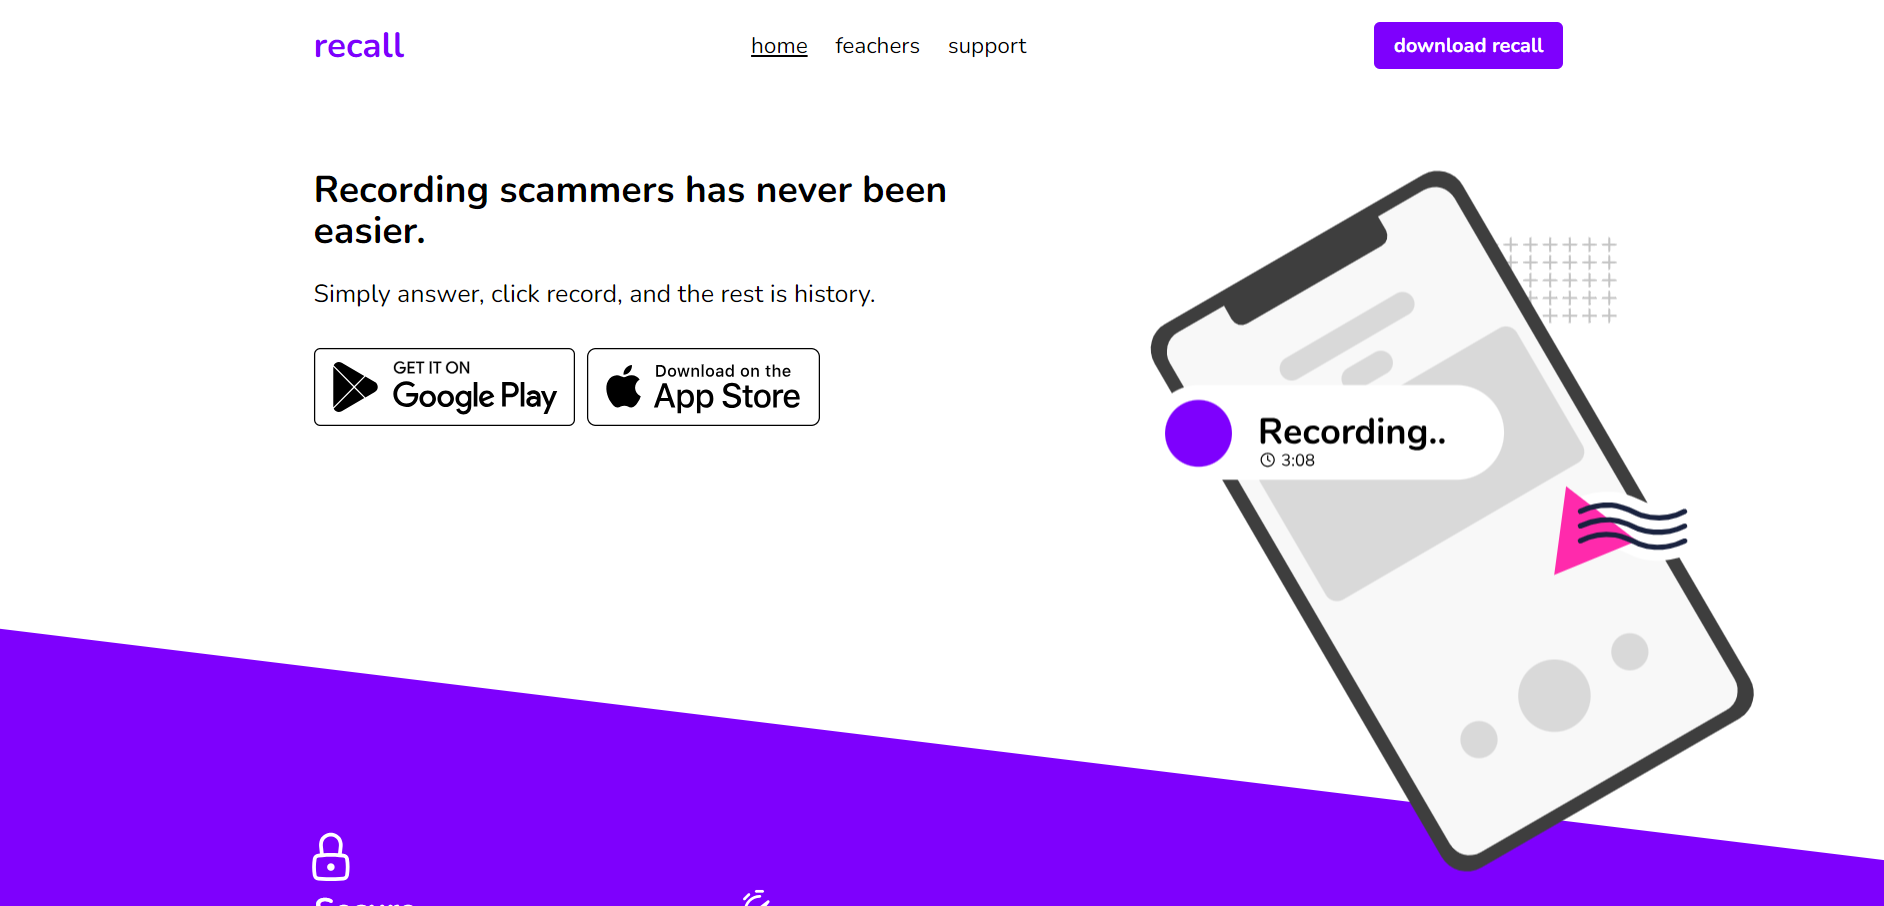 recall
home feachers support
download recall
Recording scammers has never been
easier.
Simply answer, click record, and the rest is history.
GET IT ON
Google Play
Download on the
App Store
Recording..
3:08
Secure